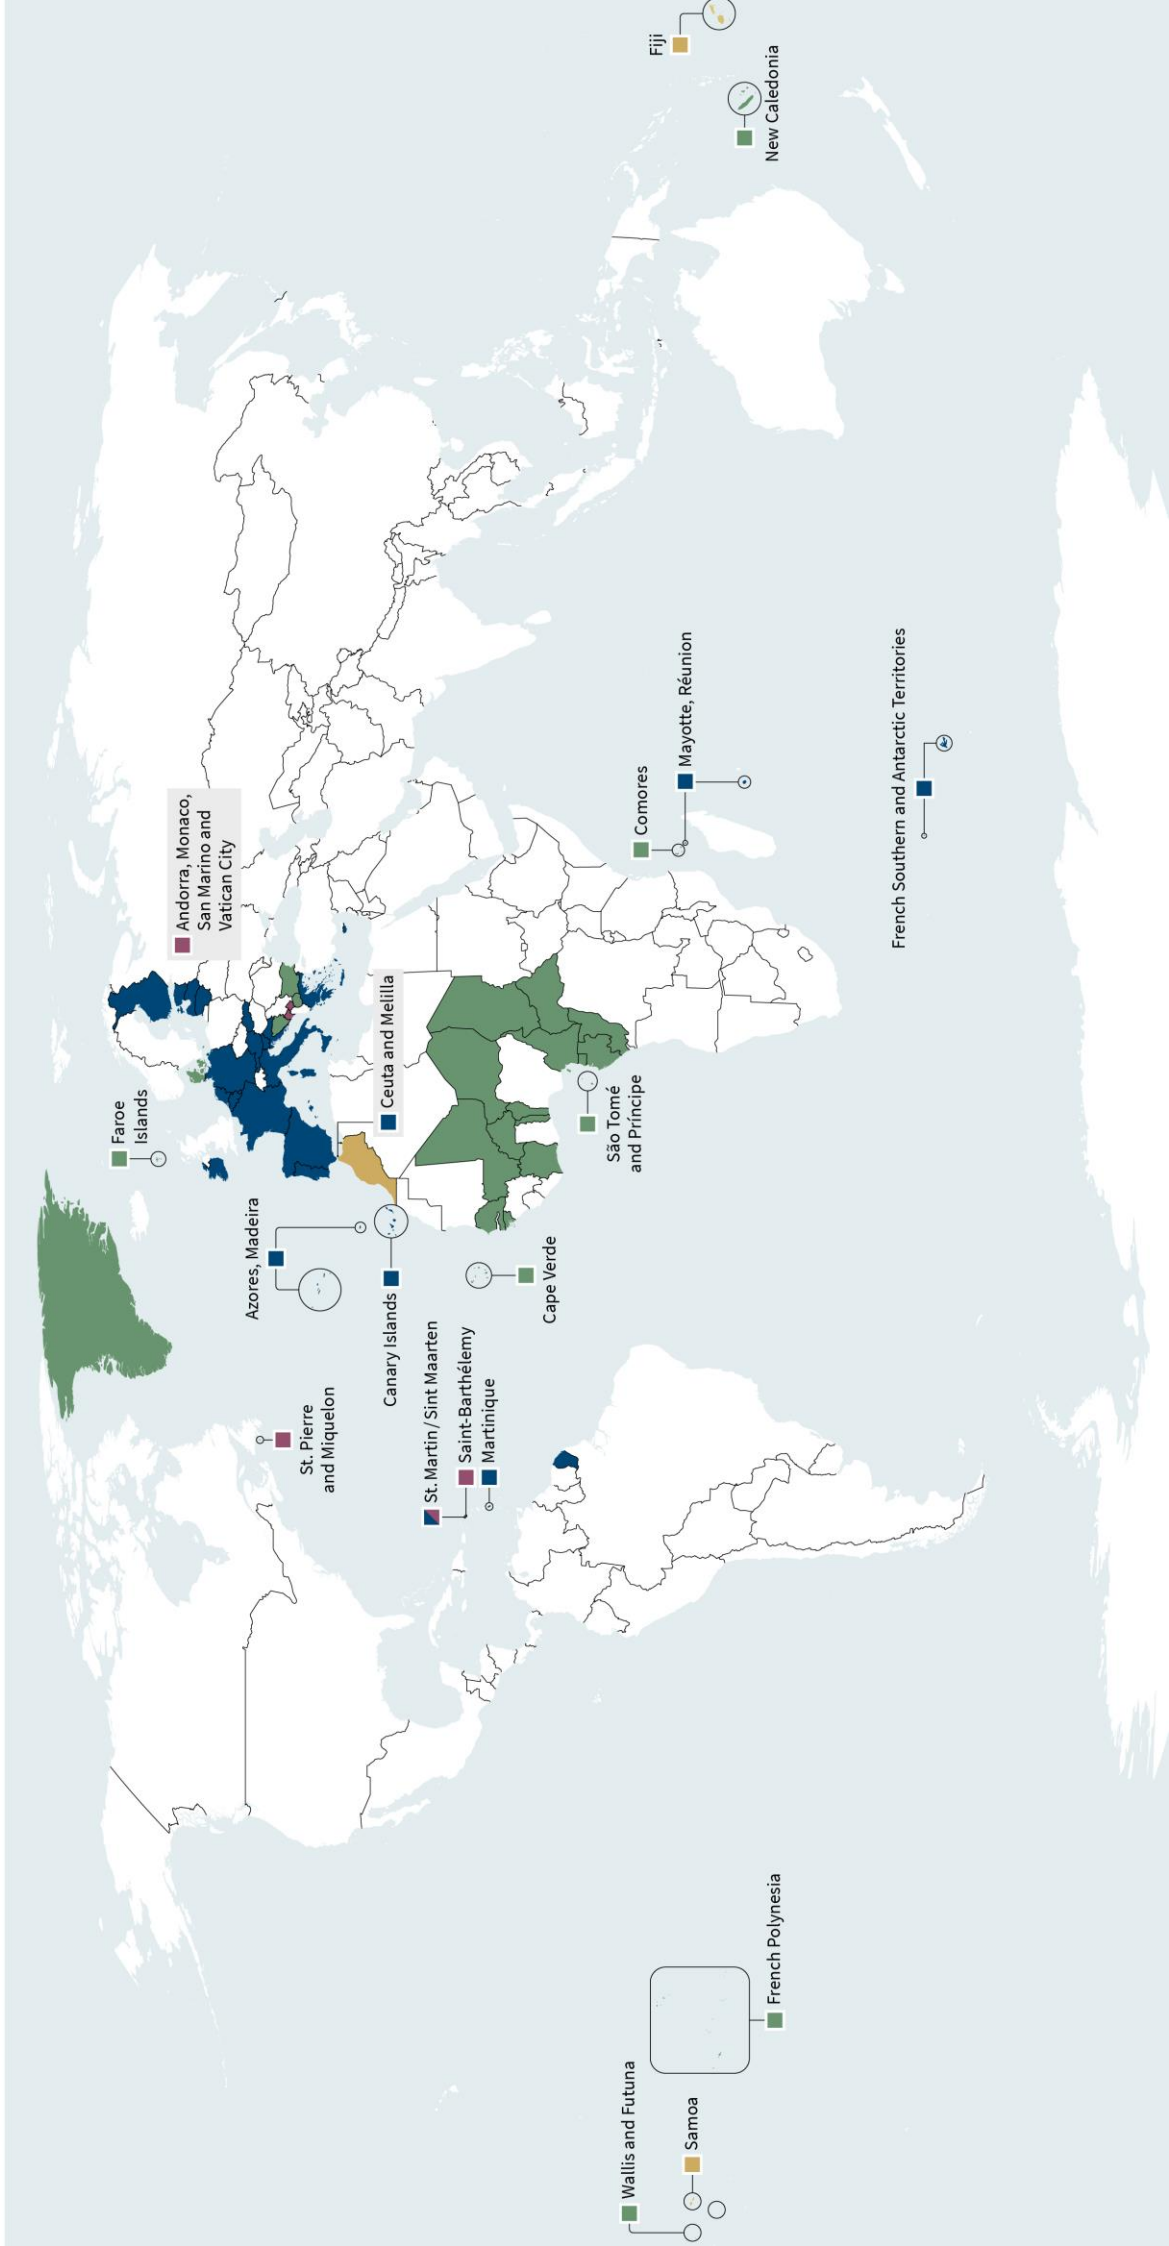 Faroe
Islands
Andorra, Monaco,
San Marino and
Vatican City
Azores, Madeira
St. Pierre
and Miquelon
Ceuta and Melilla
Canary Islands
St. Martin / Sint Maarten
Saint-Barthélemy
Martinique
Cape Verde
São Tomé
and Príncipe
Comores
Mayotte, Réunion
Fiji
New Caledonia
Wallis and Futuna
Samoa
French Polynesia
French Southern and Antarctic Territories